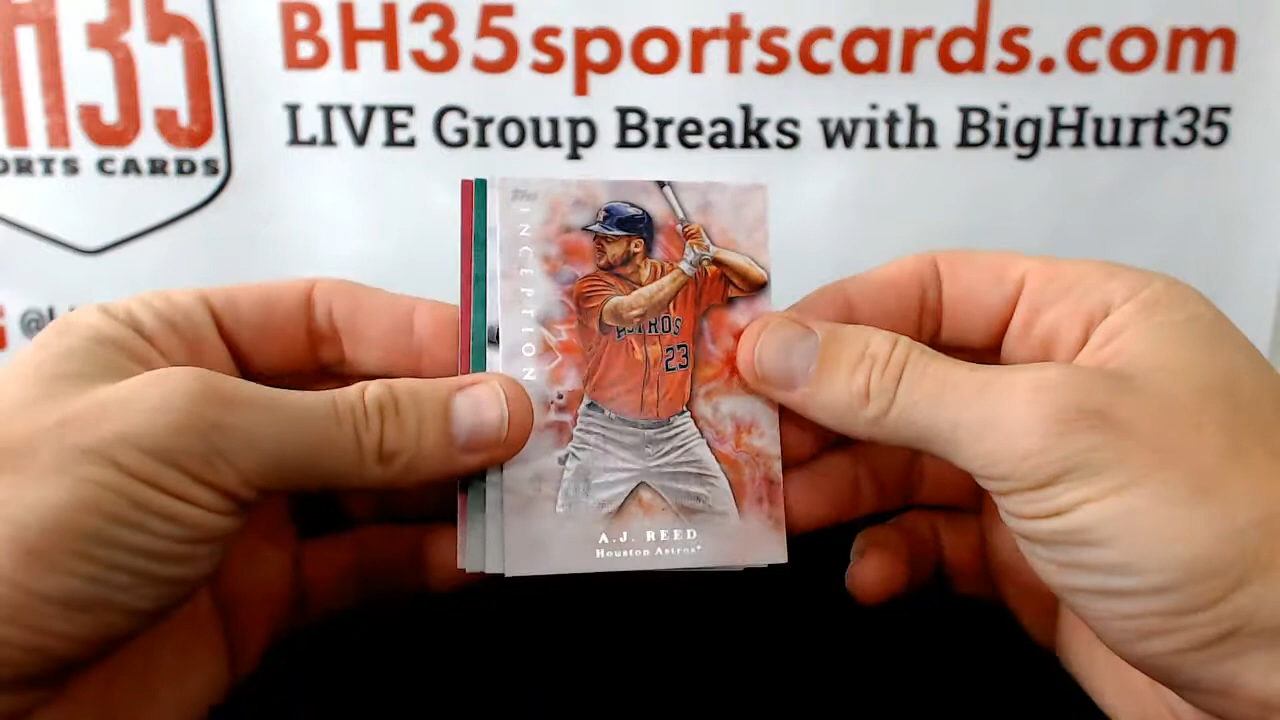 H35
ORTS CARDS
BH35sportscards.com
LIVE Group Breaks with BigHurt35
Topps
INCEPTION
ASTROS
23
A.J. REED
Houston Astros®